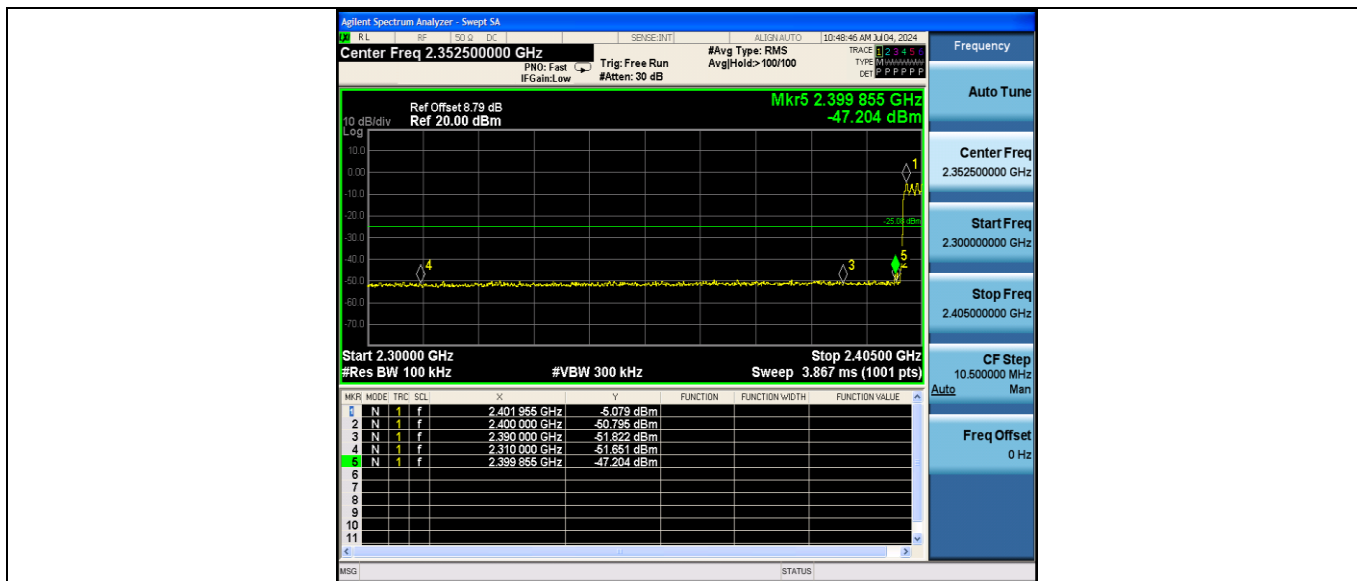 Agilent Spectrum Analyzer - Swept SA
RL RF 50 Ω DC SENSE:INT ALIGN AUTO 10:48:46 AM Jul 04, 2024
Center Freq 2.352500000 GHz
PNO: Fast
IFGain:Low
Trig: Free Run
#Atten: 30 dB
#Avg Type: RMS
Avg|Hold:>100/100
TRACE 1 2 3 4 5 6
TYPE M WWWWW
DET P P P P P P
Ref Offset 8.79 dB
10 dB/div Ref 20.00 dBm
Log
Mkr5 2.399 855 GHz
-47.204 dBm
10.0
0.00
-10.0
-20.0
-30.0
-40.0
-50.0
-60.0
-70.0
1
4
3
5
Start 2.30000 GHz Stop 2.40500 GHz
#Res BW 100 kHz #VBW 300 kHz Sweep 3.867 ms (1001 pts)
MKR MODE TRC SCL X Y FUNCTION FUNCTION WIDTH FUNCTION VALUE
1 N 1 f 2.401 955 GHz -5.079 dBm
2 N 1 f 2.400 000 GHz -50.795 dBm
3 N 1 f 2.390 000 GHz -51.822 dBm
4 N 1 f 2.310 000 GHz -51.651 dBm
5 N 1 f 2.399 855 GHz -47.204 dBm
6
7
8
9
10
11
MSG STATUS
Frequency
Auto Tune
Center Freq
2.352500000 GHz
Start Freq
2.300000000 GHz
Stop Freq
2.405000000 GHz
CF Step
10.500000 MHz
Auto Man
Freq Offset
0 Hz